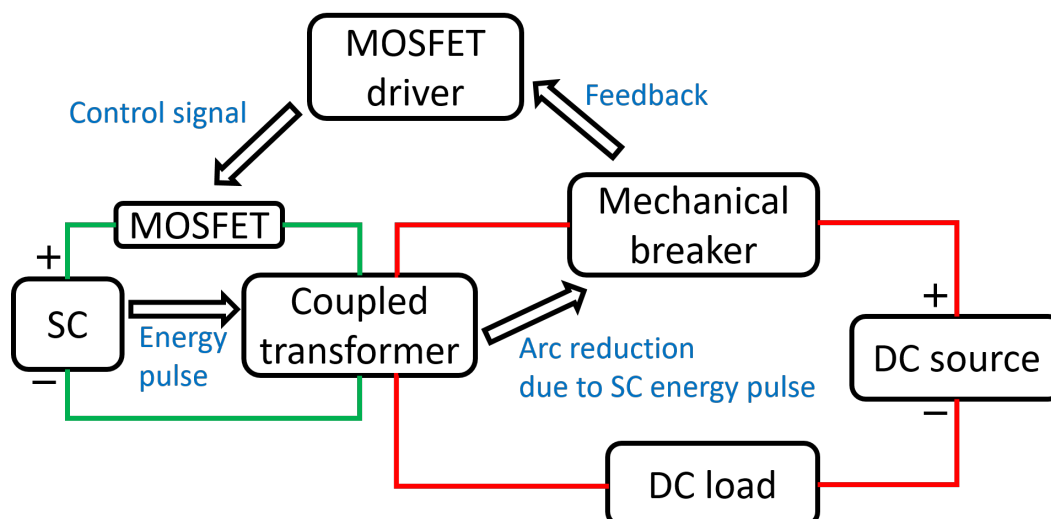 MOSFET
driver
Control signal
Feedback
MOSFET
Mechanical
breaker
+
SC
−
Energy
pulse
Coupled
transformer
Arc reduction
due to SC energy pulse
+
DC source
−
DC load